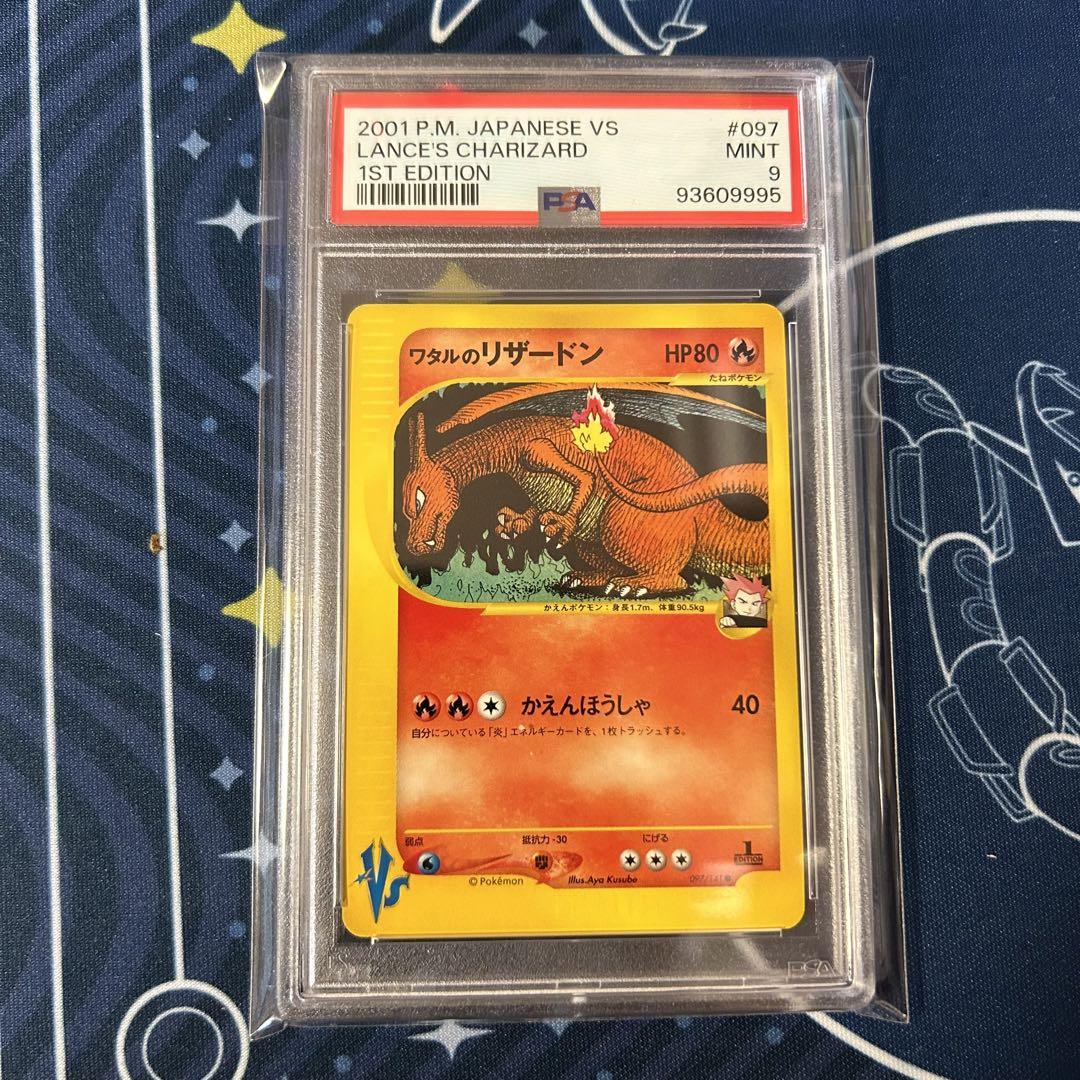 2001 P.M. JAPANESE VS #097
LANCE'S CHARIZARD MINT
1ST EDITION 9
PSA 93609995
ワタルのリザードン HP80
たねポケモン
かえんポケモン：身長1.7m、体重90.5kg
かえんほうしゃ 40
自分についている「炎」エネルギーカードを、1枚トラッシュする。
弱点 抵抗力-30 にげる
1
EDITION
VS
© Pokémon Illus.Aya Kusube 097/141
PSA